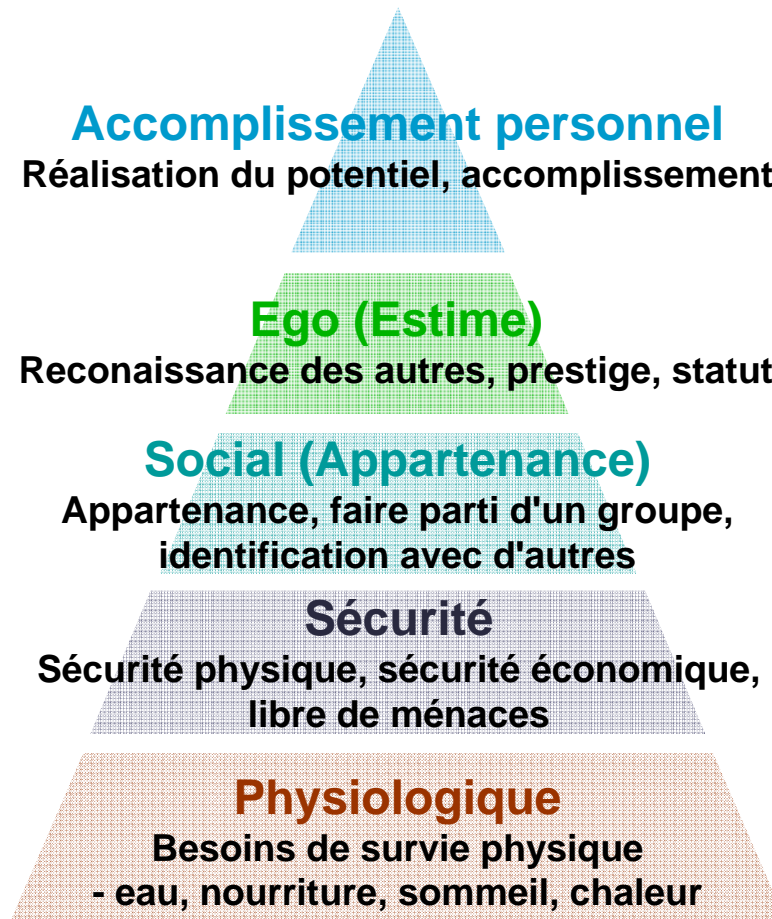 Accomplissement personnel
Réalisation du potentiel, accomplissement
Ego (Estime)
Reconaissance des autres, prestige, statut
Social (Appartenance)
Appartenance, faire parti d'un groupe,
identification avec d'autres
Sécurité
Sécurité physique, sécurité économique,
libre de ménaces
Physiologique
Besoins de survie physique
- eau, nourriture, sommeil, chaleur